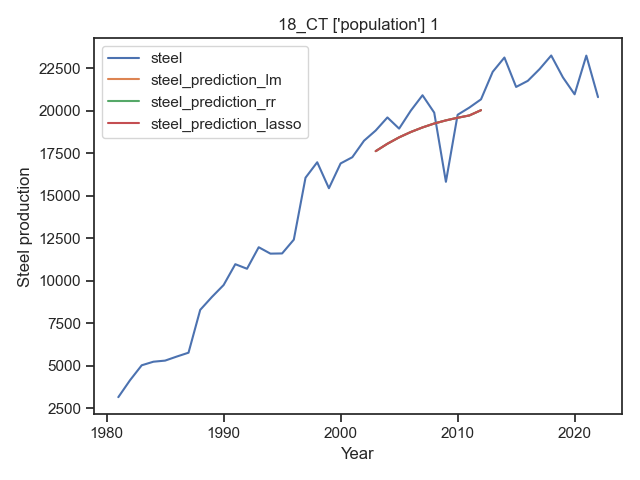 18_CT ['population'] 1
steel
steel_prediction_lm
steel_prediction_rr
steel_prediction_lasso
Steel production
22500
20000
17500
15000
12500
10000
7500
5000
2500
1980
1990
2000
2010
2020
Year